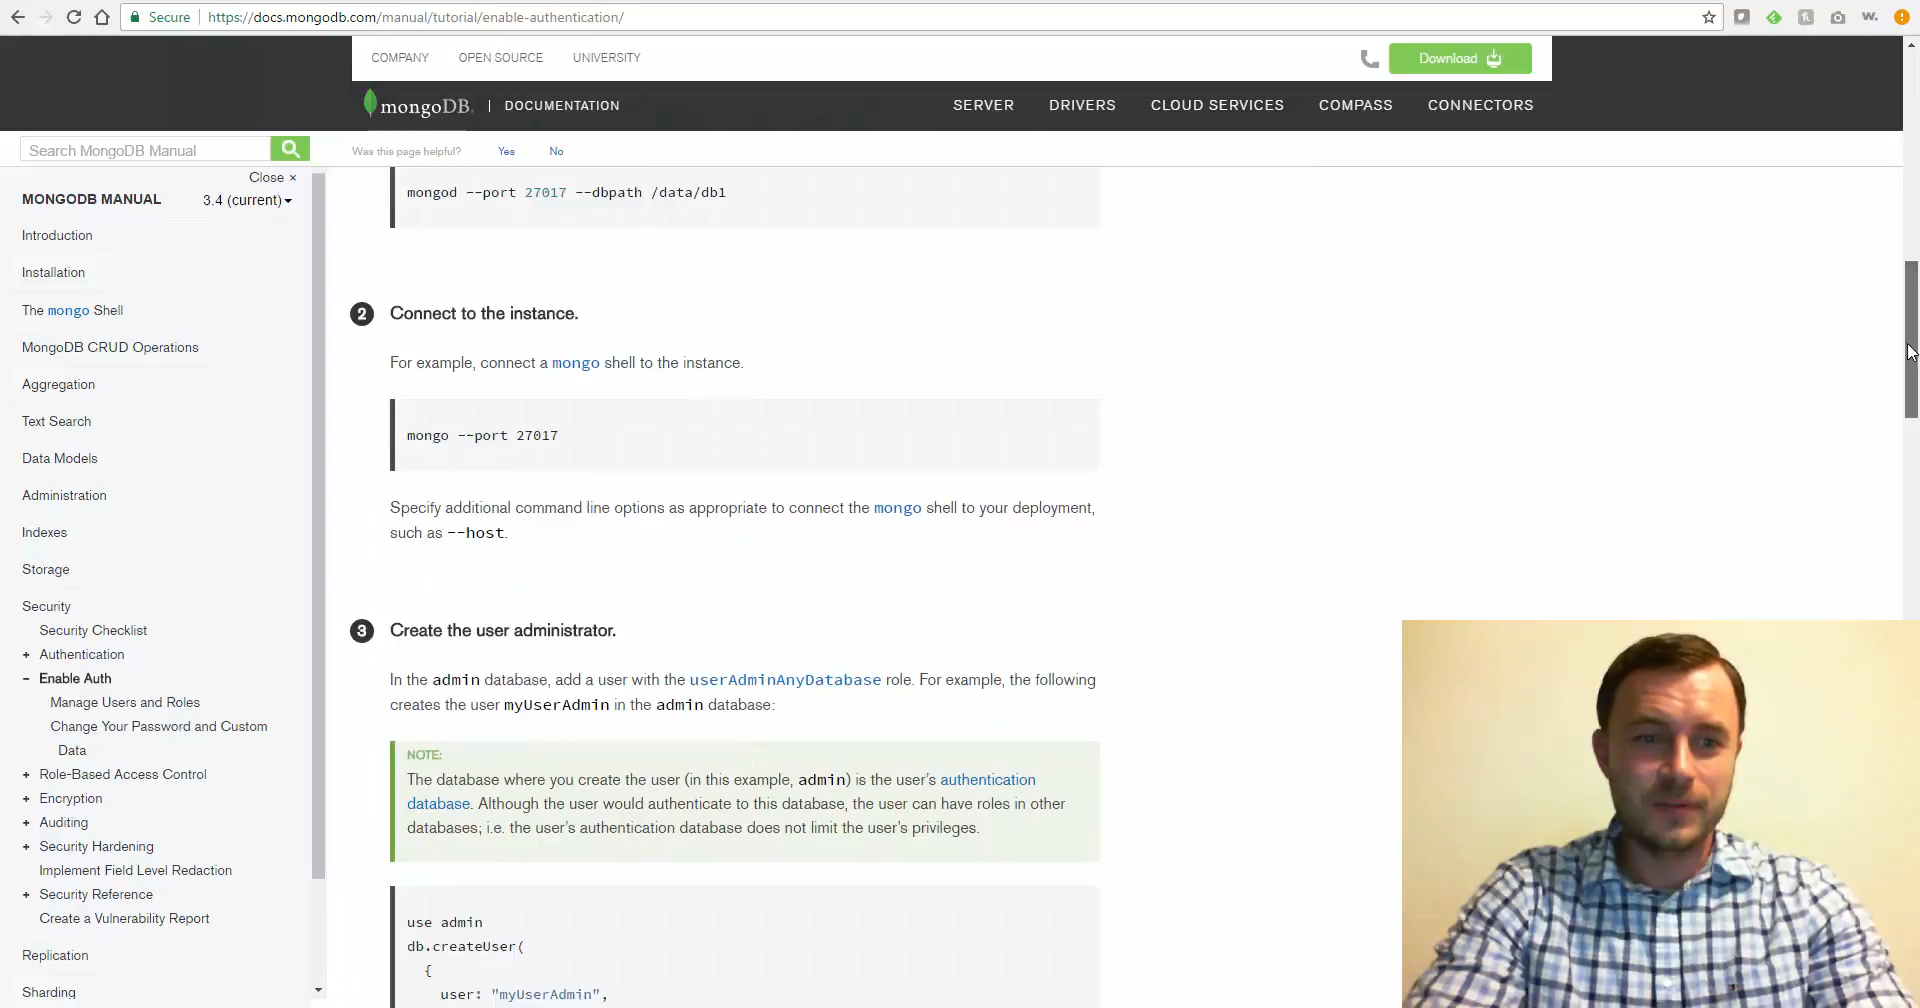 Secure https://docs.mongodb.com/manual/tutorial/enable-authentication/
w.
COMPANY OPEN SOURCE UNIVERSITY
Download
mongoDB. | DOCUMENTATION
SERVER DRIVERS CLOUD SERVICES COMPASS CONNECTORS
Search MongoDB Manual
Was this page helpful? Yes No
Close ×
MONGODB MANUAL 3.4 (current)
Introduction
Installation
The mongo Shell
MongoDB CRUD Operations
Aggregation
Text Search
Data Models
Administration
Indexes
Storage
Security
Security Checklist
+ Authentication
− Enable Auth
Manage Users and Roles
Change Your Password and Custom
Data
+ Role-Based Access Control
+ Encryption
+ Auditing
+ Security Hardening
Implement Field Level Redaction
+ Security Reference
Create a Vulnerability Report
Replication
Sharding
mongod --port 27017 --dbpath /data/db1
2 Connect to the instance.
For example, connect a mongo shell to the instance.
mongo --port 27017
Specify additional command line options as appropriate to connect the mongo shell to your deployment,
such as --host.
3 Create the user administrator.
In the admin database, add a user with the userAdminAnyDatabase role. For example, the following
creates the user myUserAdmin in the admin database:
NOTE:
The database where you create the user (in this example, admin) is the user's authentication
database. Although the user would authenticate to this database, the user can have roles in other
databases; i.e. the user's authentication database does not limit the user's privileges.
use admin
db.createUser(
{
user: "myUserAdmin",